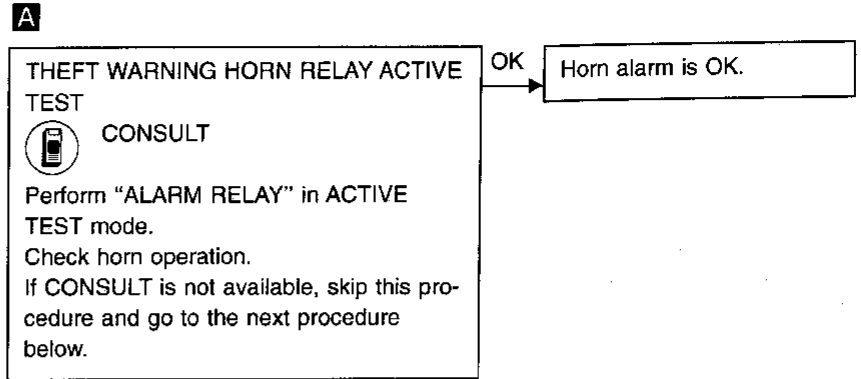 A
THEFT WARNING HORN RELAY ACTIVE
TEST
CONSULT
Perform "ALARM RELAY" in ACTIVE
TEST mode.
Check horn operation.
If CONSULT is not available, skip this pro-
cedure and go to the next procedure
below.
OK
Horn alarm is OK.